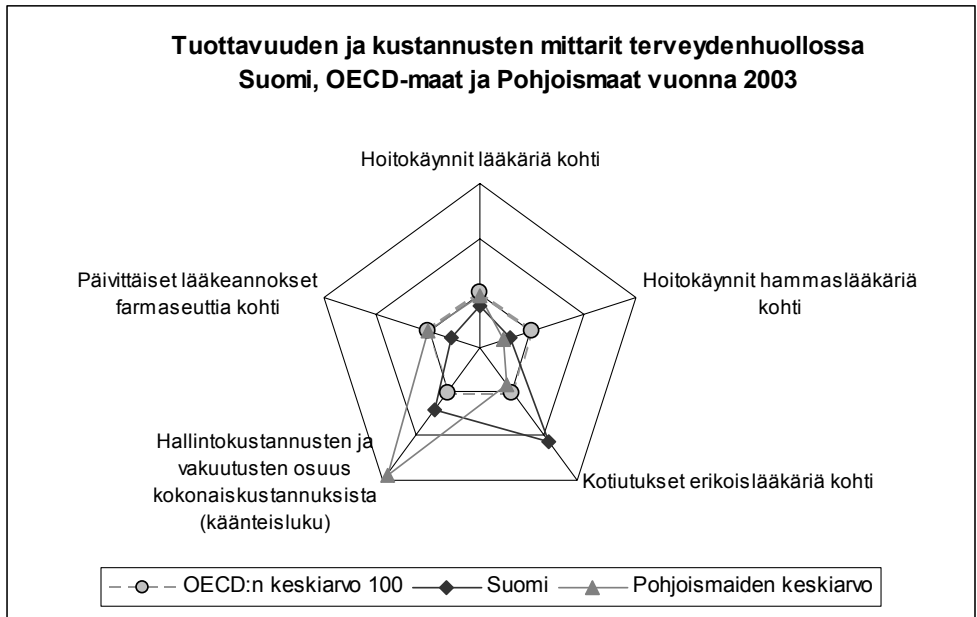 Tuottavuuden ja kustannusten mittarit terveydenhuollossa
Suomi, OECD-maat ja Pohjoismaat vuonna 2003
Hoitokäynnit lääkäriä kohti
Hoitokäynnit hammaslääkäriä
kohti
Kotiutukset erikoislääkäriä kohti
Hallintokustannusten ja
vakuutusten osuus
kokonaiskustannuksista
(käänteisluku)
Päivittäiset lääkeannokset
farmaseuttia kohti
OECD:n keskiarvo 100
Suomi
Pohjoismaiden keskiarvo